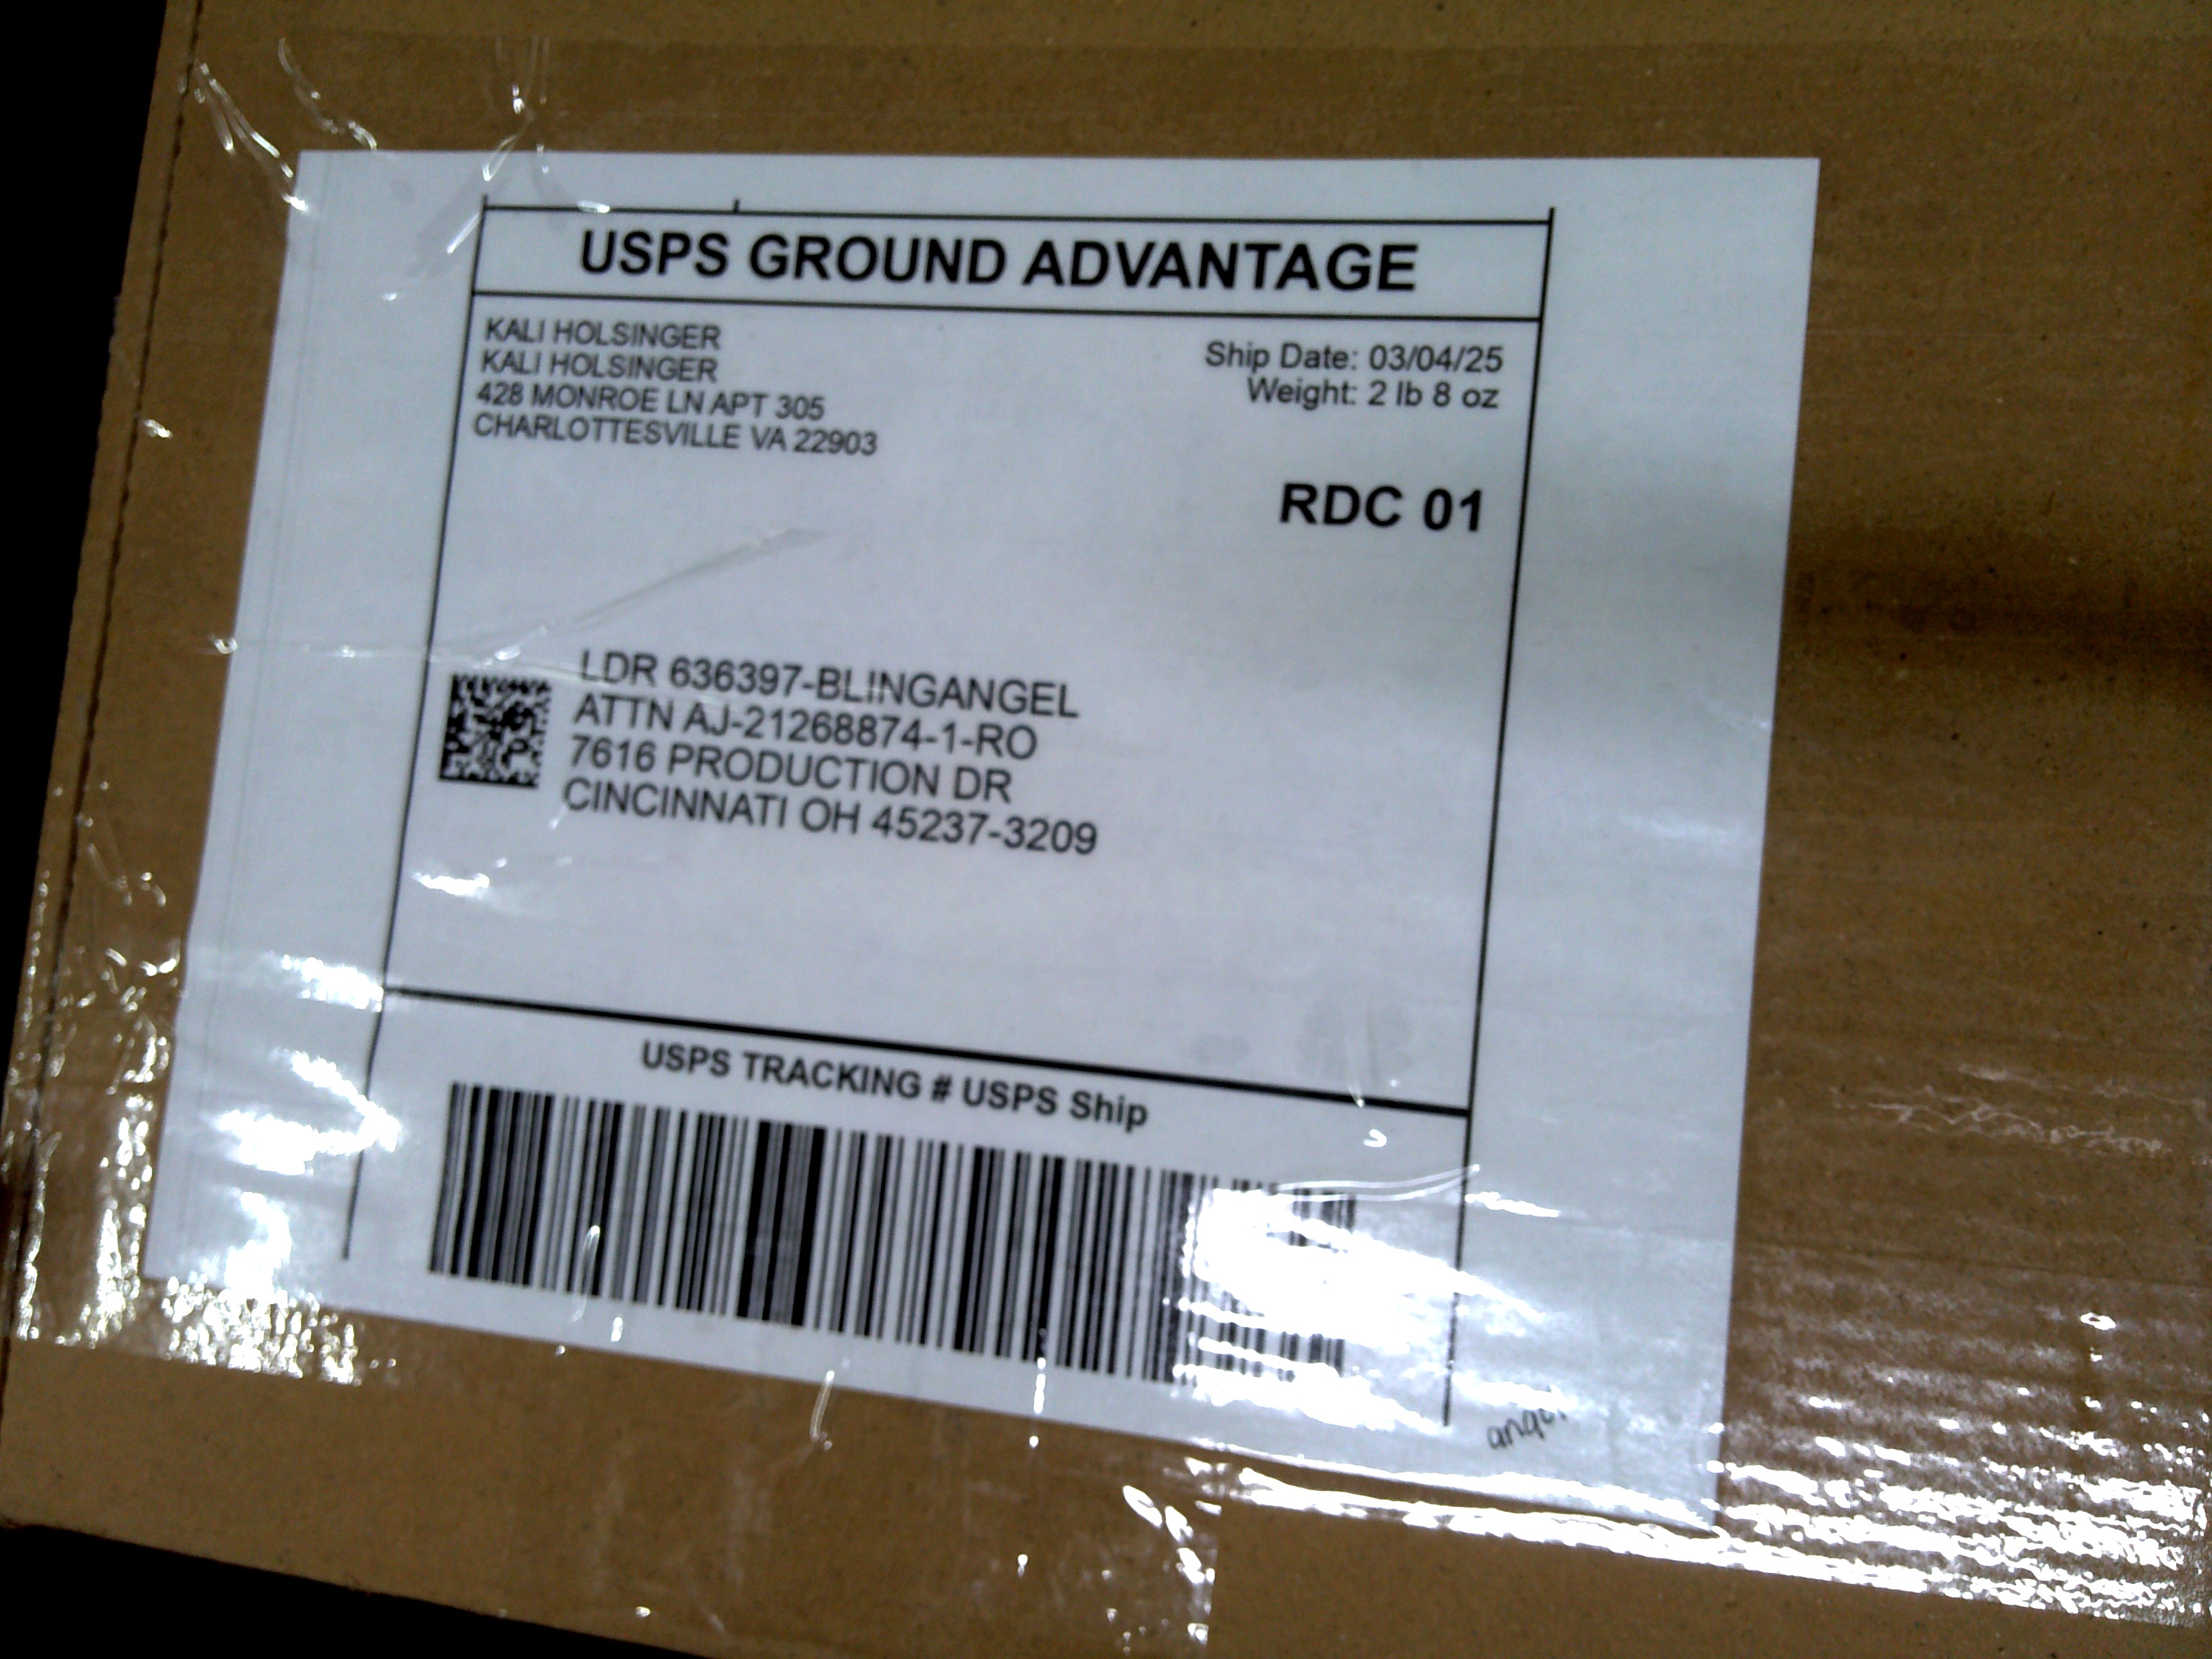 USPS GROUND ADVANTAGE
KALI HOLSINGER
KALI HOLSINGER
428 MONROE LN APT 305
CHARLOTTESVILLE VA 22903
Ship Date: 03/04/25
Weight: 2 lb 8 oz
RDC 01
LDR 636397-BLINGANGEL
ATTN AJ-21268874-1-RO
7616 PRODUCTION DR
CINCINNATI OH 45237-3209
USPS TRACKING # USPS Ship